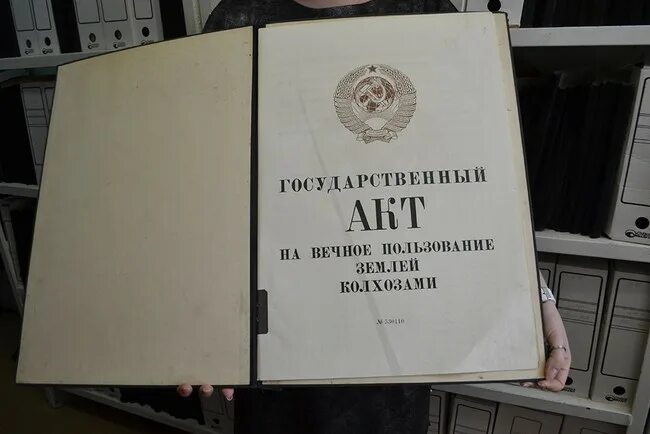 ГОСУДАРСТВЕННЫЙ
АКТ
НА ВЕЧНОЕ ПОЛЬЗОВАНИЕ
ЗЕМЛЕЙ
КОЛХОЗАМИ